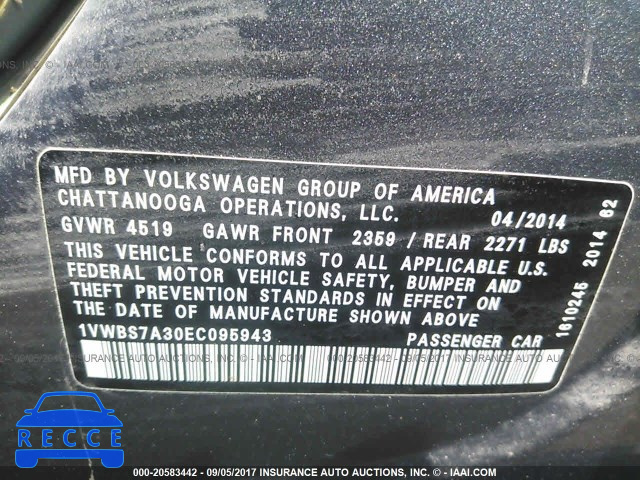 MFD BY VOLKSWAGEN GROUP OF AMERICA
CHATTANOOGA OPERATIONS, LLC. 04/2014
GVWR 4519 GAWR FRONT 2359 / REAR 2271 LBS
THIS VEHICLE CONFORMS TO ALL APPLICABLE U.S.
FEDERAL MOTOR VEHICLE SAFETY, BUMPER AND
THEFT PREVENTION STANDARDS IN EFFECT ON
THE DATE OF MANUFACTURE SHOWN ABOVE
1VWBS7A30EC095943 PASSENGER CAR
1610245 2014 62
RECCE
000-20583442 - 09/05/2017 INSURANCE AUTO AUCTIONS, INC. - © - IAAI.COM